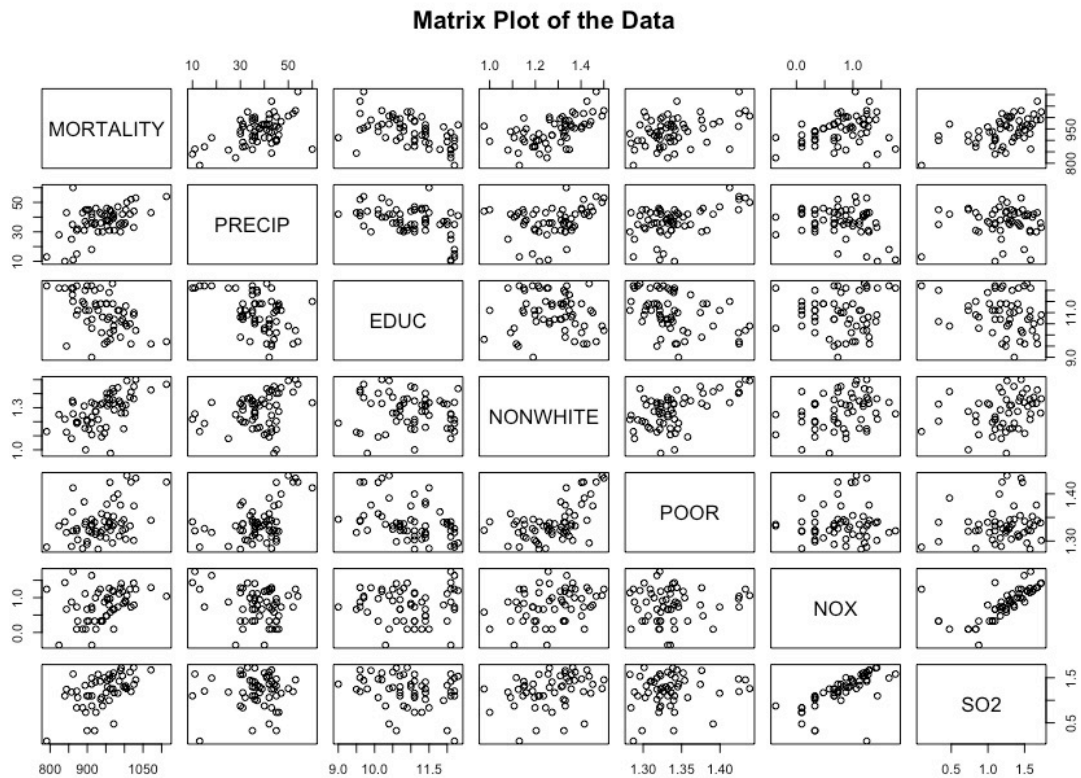 Matrix Plot of the Data
10 30 50
1.0 1.2 1.4
0.0 1.0
MORTALITY
800 950
10 30 50
PRECIP
EDUC
9.0 11.0
1.0 1.3
NONWHITE
POOR
1.30 1.40
0.0 1.0
NOX
SO2
0.5 1.5
800 900 1050
9.0 10.0 11.5
1.30 1.35 1.40
0.5 1.0 1.5